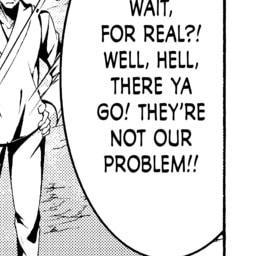 WAIT,
FOR REAL?!
WELL, HELL,
THERE YA
GO! THEY'RE
NOT OUR
PROBLEM!!